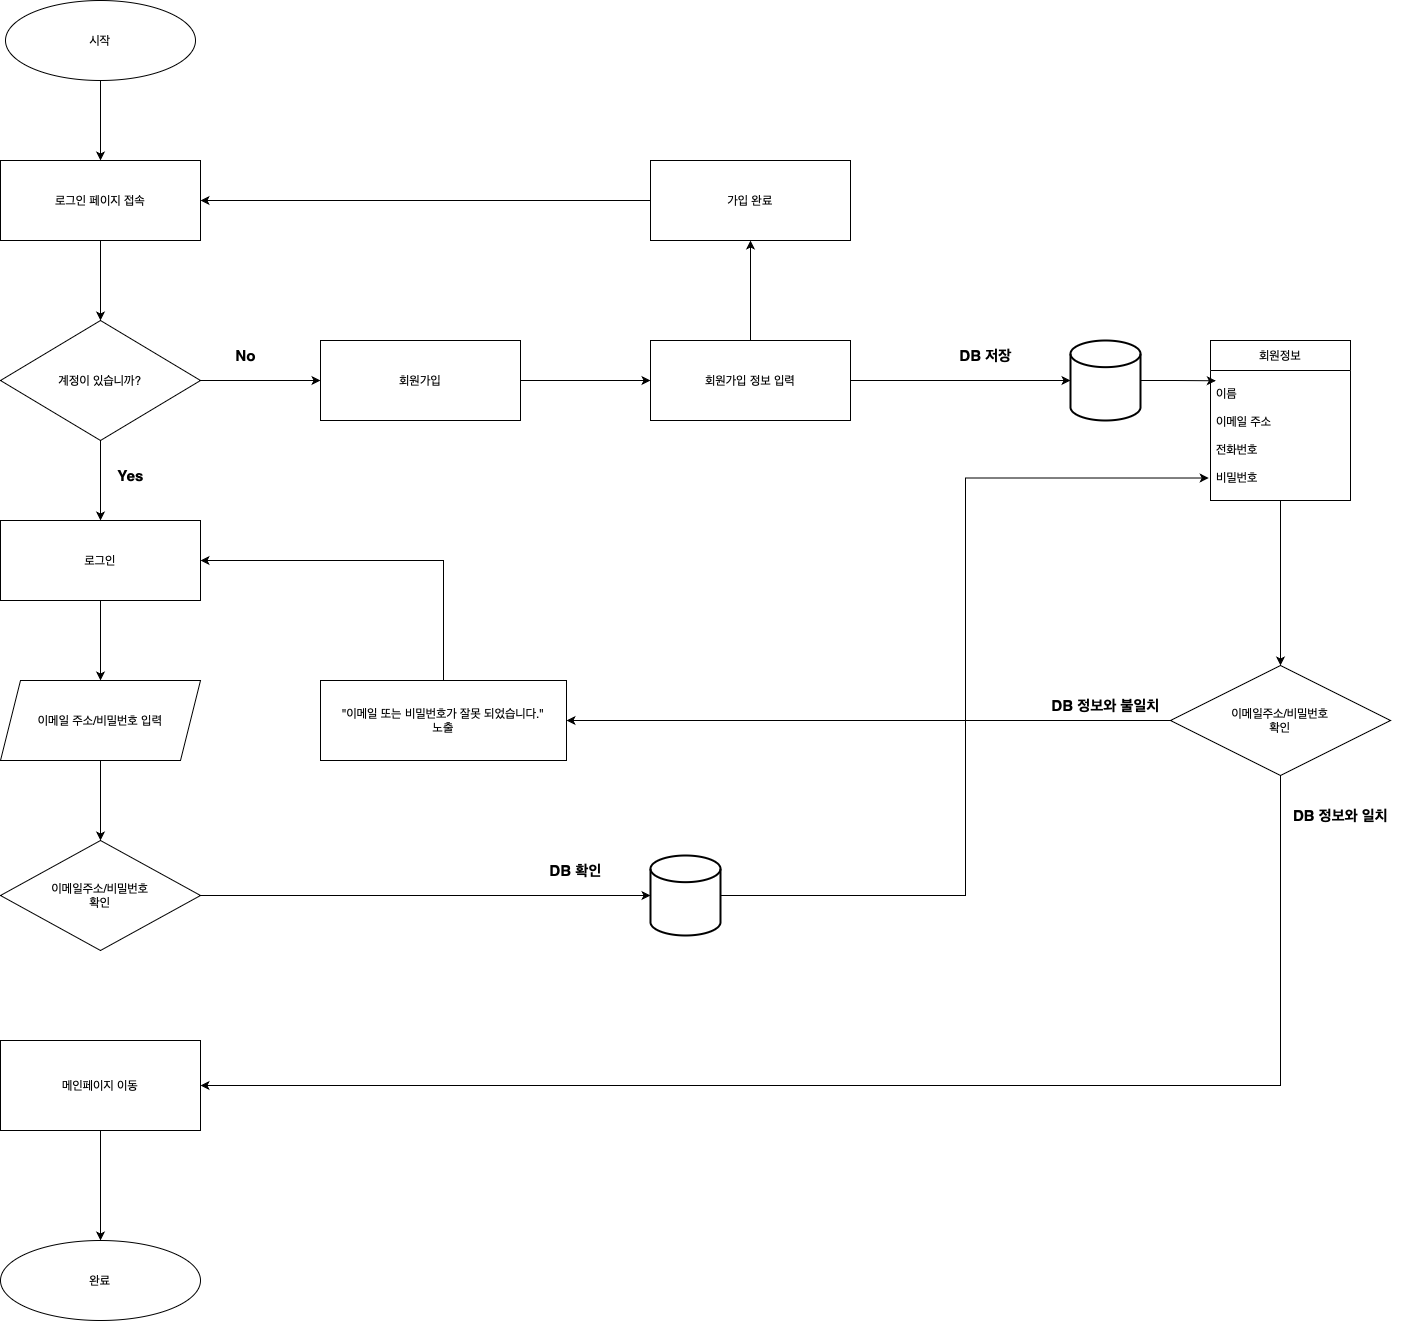 시작
로그인 페이지 접속
가입 완료
계정이 있습니까?
No
회원가입
회원가입 정보 입력
DB 저장
회원정보
이름
이메일 주소
전화번호
비밀번호
Yes
로그인
이메일 주소/비밀번호 입력
"이메일 또는 비밀번호가 잘못 되었습니다."
노출
DB 정보와 불일치
이메일주소/비밀번호
확인
DB 정보와 일치
이메일주소/비밀번호
확인
DB 확인
메인페이지 이동
완료